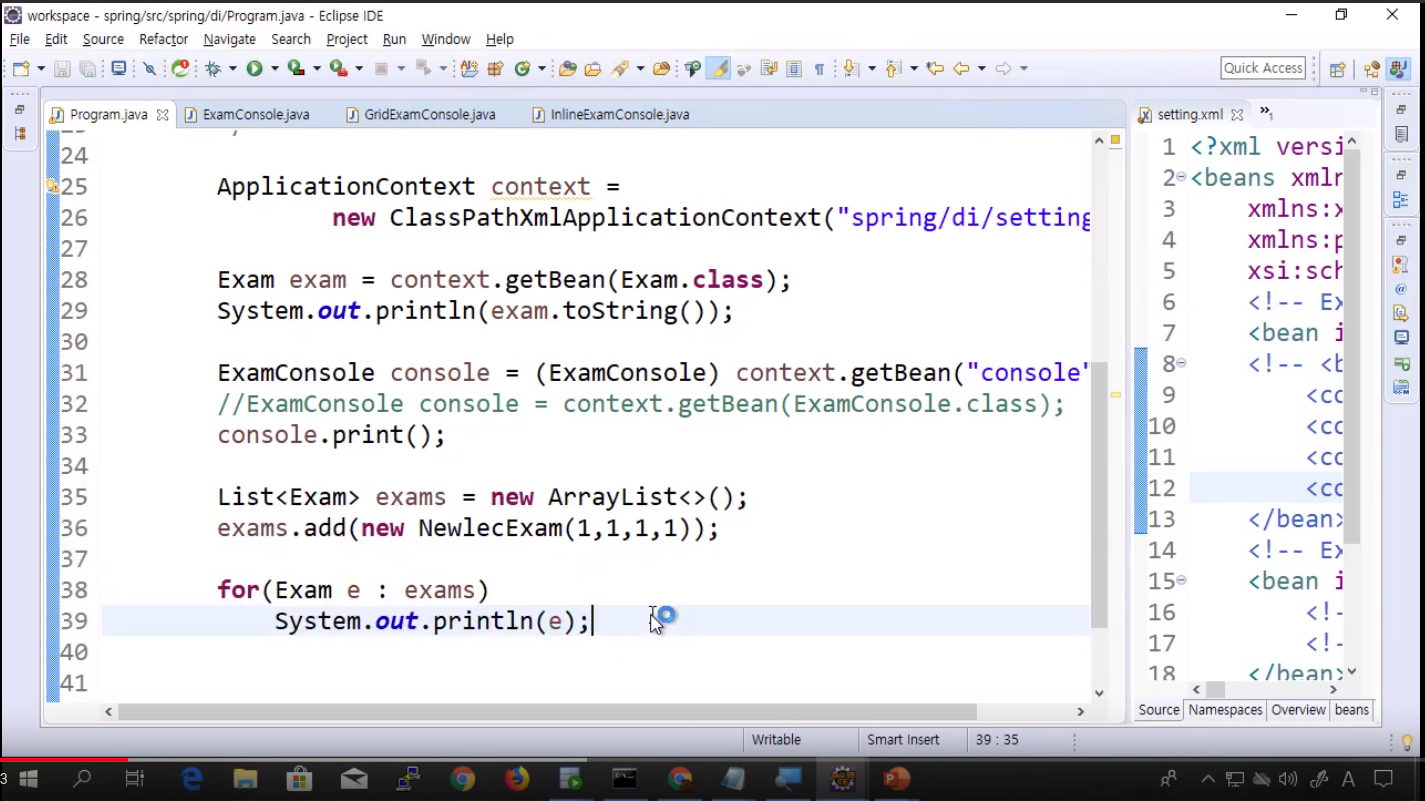 workspace - spring/src/spring/di/Program.java - Eclipse IDE
File Edit Source Refactor Navigate Search Project Run Window Help
Quick Access
Program.java ExamConsole.java GridExamConsole.java InlineExamConsole.java
24
25 ApplicationContext context =
26 new ClassPathXmlApplicationContext("spring/di/setting
27
28 Exam exam = context.getBean(Exam.class);
29 System.out.println(exam.toString());
30
31 ExamConsole console = (ExamConsole) context.getBean("console"
32 //ExamConsole console = context.getBean(ExamConsole.class);
33 console.print();
34
35 List<Exam> exams = new ArrayList<>();
36 exams.add(new NewlecExam(1,1,1,1));
37
38 for(Exam e : exams)
39 System.out.println(e);
40
41
setting.xml »1
1 <?xml versi
2 <beans xmln
3 xmlns:x
4 xmlns:p
5 xsi:sch
6 <!-- Ex
7 <bean i
8 <!-- <b
9 <cc
10 <cc
11 <cc
12 <cc
13 </bean>
14 <!-- Ex
15 <bean i
16 <!-
17 <!-
18 </bean>
Source Namespaces Overview beans
Writable Smart Insert 39 : 35
3
A